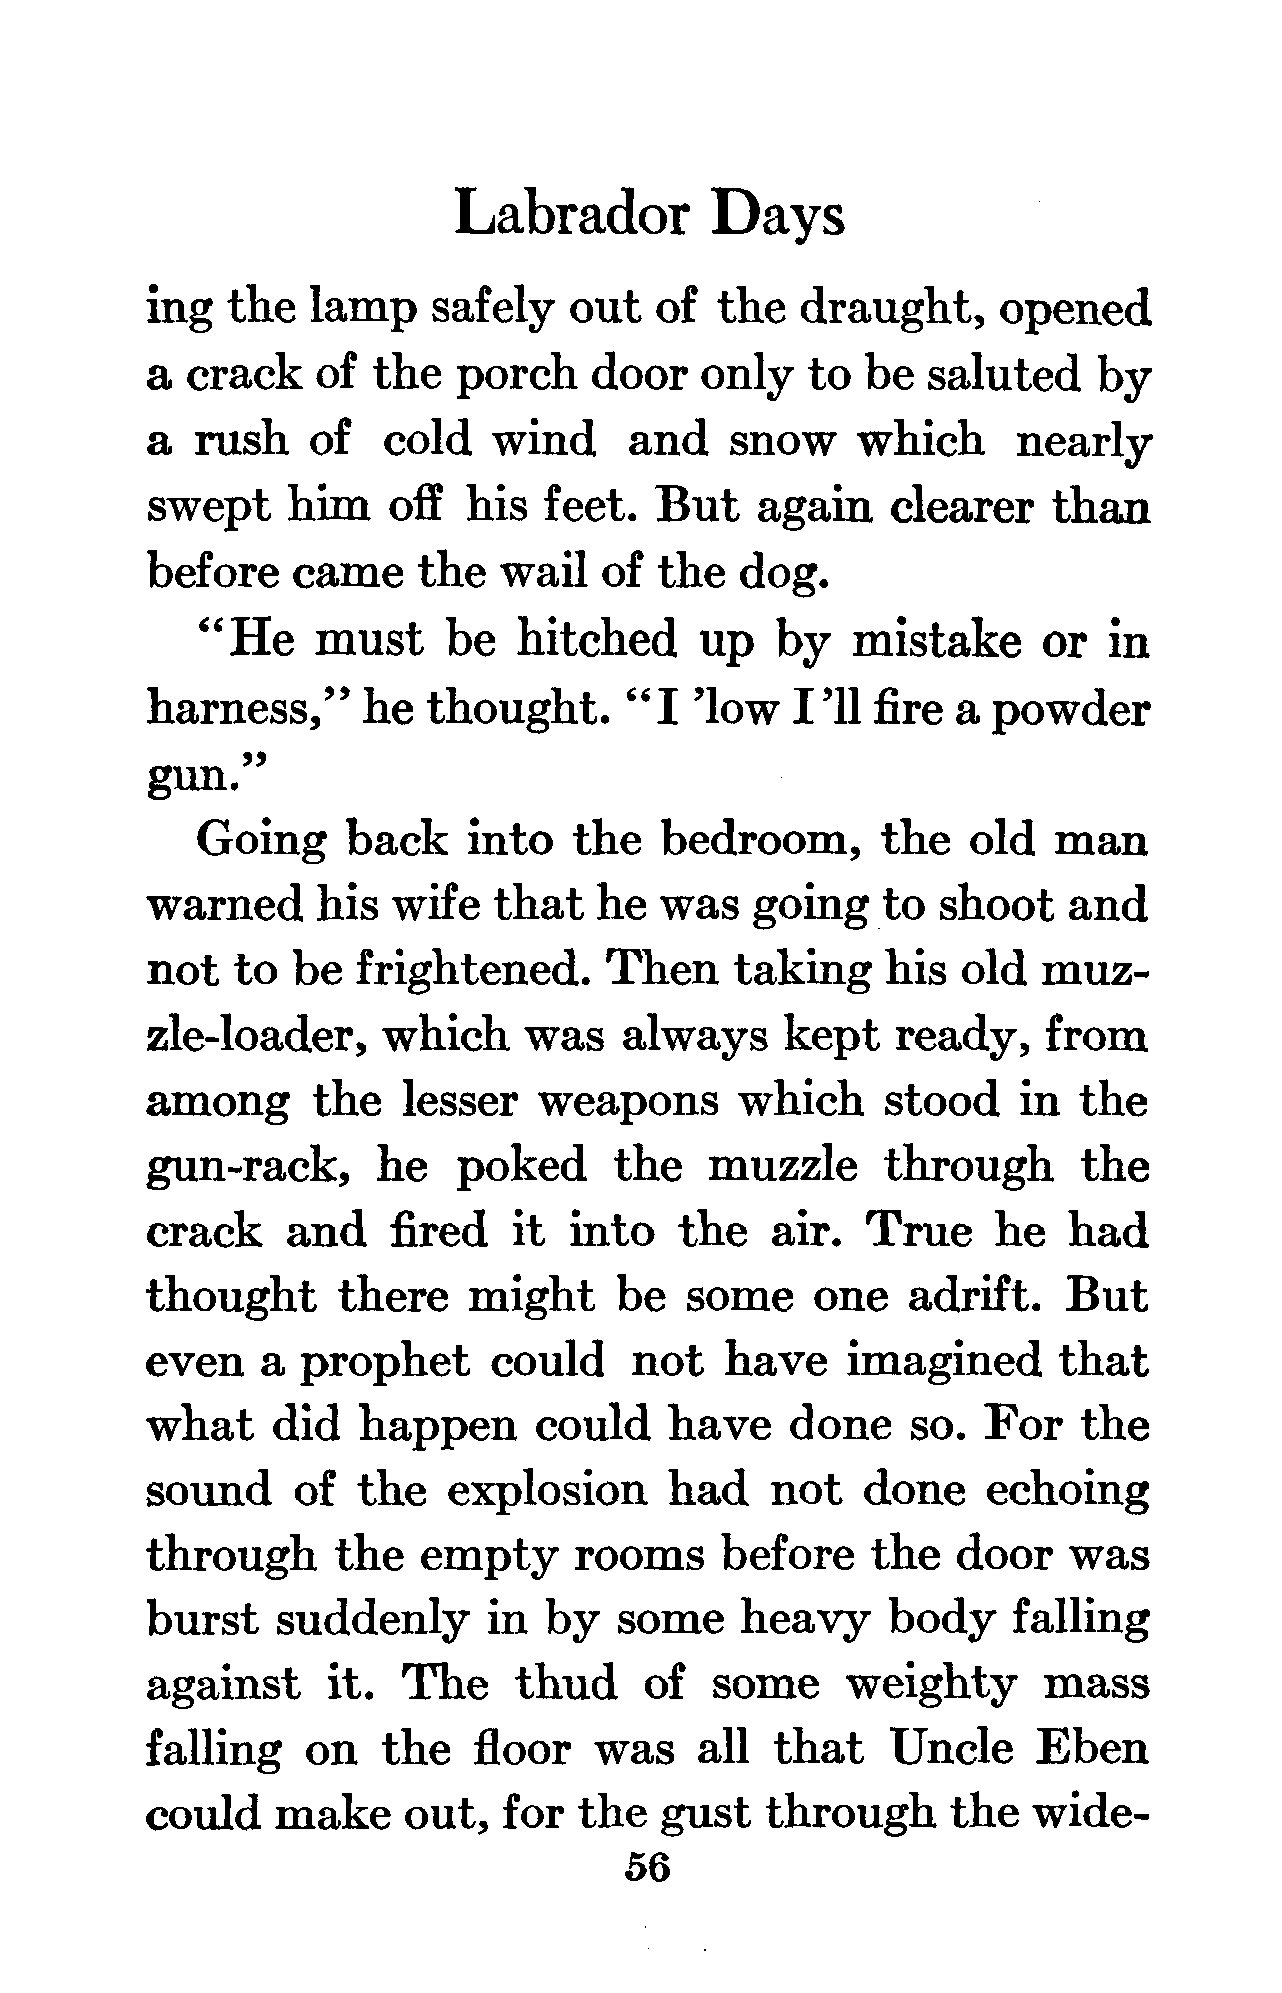 Labrador Days
ing the lamp safely out of the draught, opened
a crack of the porch door only to be saluted by
a rush of cold wind and snow which nearly
swept him off his feet. But again clearer than
before came the wail of the dog.
“He must be hitched up by mistake or in
harness,” he thought. “I ’low I ’ll fire a powder
gun.”
Going back into the bedroom, the old man
warned his wife that he was going to shoot and
not to be frightened. Then taking his old muz-
zle-loader, which was always kept ready, from
among the lesser weapons which stood in the
gun-rack, he poked the muzzle through the
crack and fired it into the air. True he had
thought there might be some one adrift. But
even a prophet could not have imagined that
what did happen could have done so. For the
sound of the explosion had not done echoing
through the empty rooms before the door was
burst suddenly in by some heavy body falling
against it. The thud of some weighty mass
falling on the floor was all that Uncle Eben
could make out, for the gust through the wide-
56